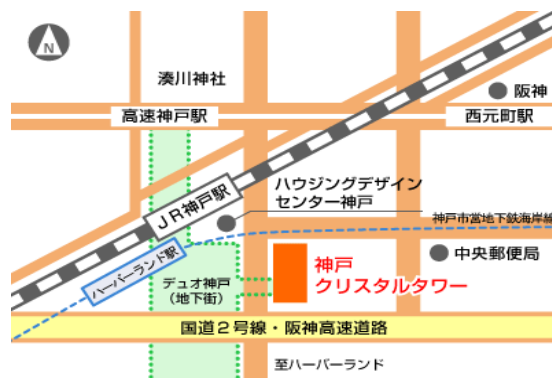 N
湊川神社
阪神
高速神戸駅
西元町駅
JR神戸駅
ハウジングデザイン
センター神戸
神戸市営地下鉄海岸線
ハーバーランド駅
中央郵便局
デュオ神戸
(地下街)
神戸
クリスタルタワー
国道2号線・阪神高速道路
至ハーバーランド